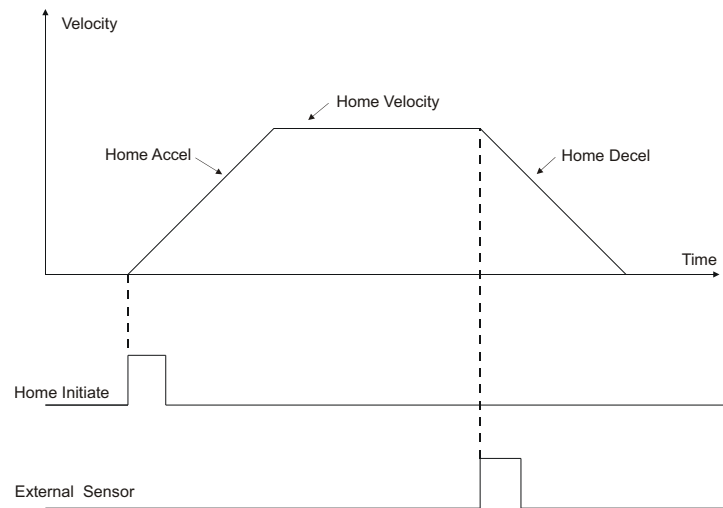 Velocity
Home Velocity
Home Accel
Home Decel
Time
Home Initiate
External Sensor